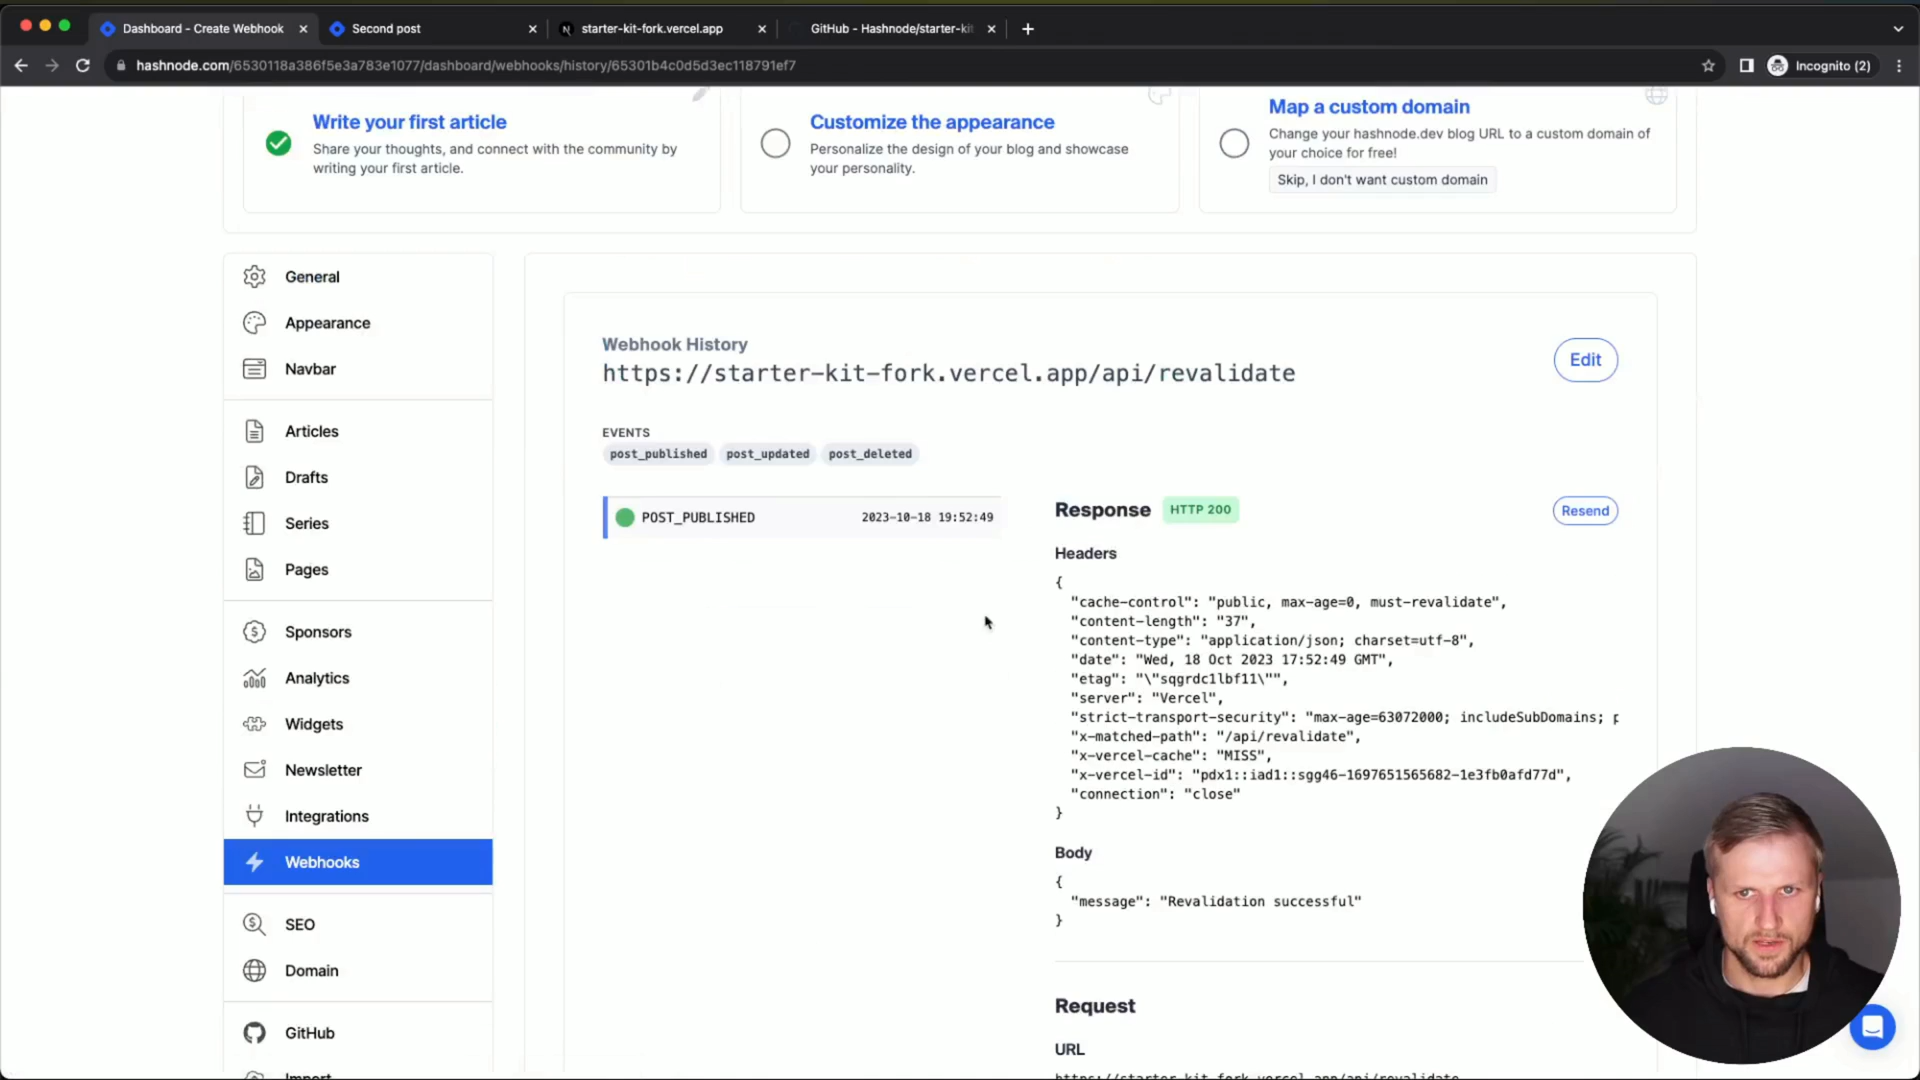 Dashboard - Create Webhook
Second post
starter-kit-fork.vercel.app
GitHub - Hashnode/starter-kit
hashnode.com/6530118a386f5e3a783e1077/dashboard/webhooks/history/65301b4c0d5d3ec118791ef7
Incognito (2)
Write your first article
Share your thoughts, and connect with the community by
writing your first article.
Customize the appearance
Personalize the design of your blog and showcase
your personality.
Map a custom domain
Change your hashnode.dev blog URL to a custom domain of
your choice for free!
Skip, I don't want custom domain
General
Appearance
Navbar
Articles
Drafts
Series
Pages
Sponsors
Analytics
Widgets
Newsletter
Integrations
Webhooks
SEO
Domain
GitHub
Import
Webhook History
https://starter-kit-fork.vercel.app/api/revalidate
Edit
EVENTS
post_published post_updated post_deleted
POST_PUBLISHED 2023-10-18 19:52:49
Response HTTP 200
Resend
Headers
{
"cache-control": "public, max-age=0, must-revalidate",
"content-length": "37",
"content-type": "application/json; charset=utf-8",
"date": "Wed, 18 Oct 2023 17:52:49 GMT",
"etag": "\"sqgrdc1lbf11\"",
"server": "Vercel",
"strict-transport-security": "max-age=63072000; includeSubDomains; p
"x-matched-path": "/api/revalidate",
"x-vercel-cache": "MISS",
"x-vercel-id": "pdx1::iad1::sgg46-1697651565682-1e3fb0afd77d",
"connection": "close"
}
Body
{
"message": "Revalidation successful"
}
Request
URL
https://starter-kit-fork.vercel.app/api/revalidate